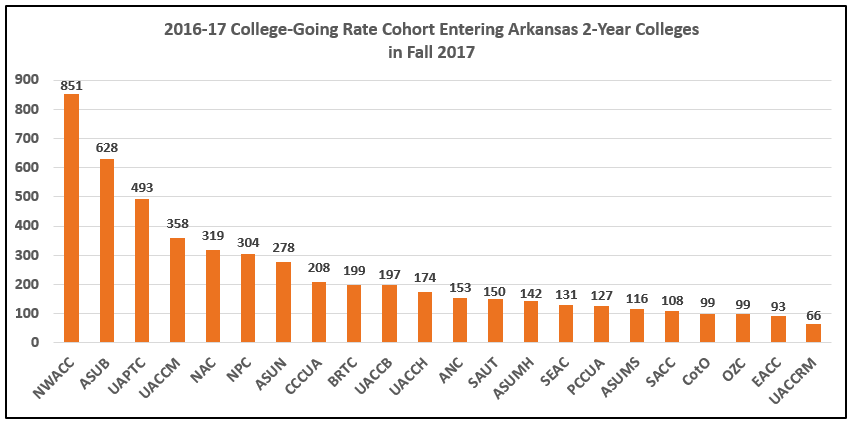 2016-17 College-Going Rate Cohort Entering Arkansas 2-Year Colleges
in Fall 2017
900
800
700
600
500
400
300
200
100
0
851
628
493
358
319
304
278
208
199
197
174
153
150
142
131
127
116
108
99
99
93
66
NWACC
ASUB
UAPTC
UACCM
NAC
NPC
ASUN
CCCUA
BRTC
UACCB
UACCH
ANC
SAUT
ASUMH
SEAC
PCCUA
ASUMS
SACC
CotO
OZC
EACC
UACCRM